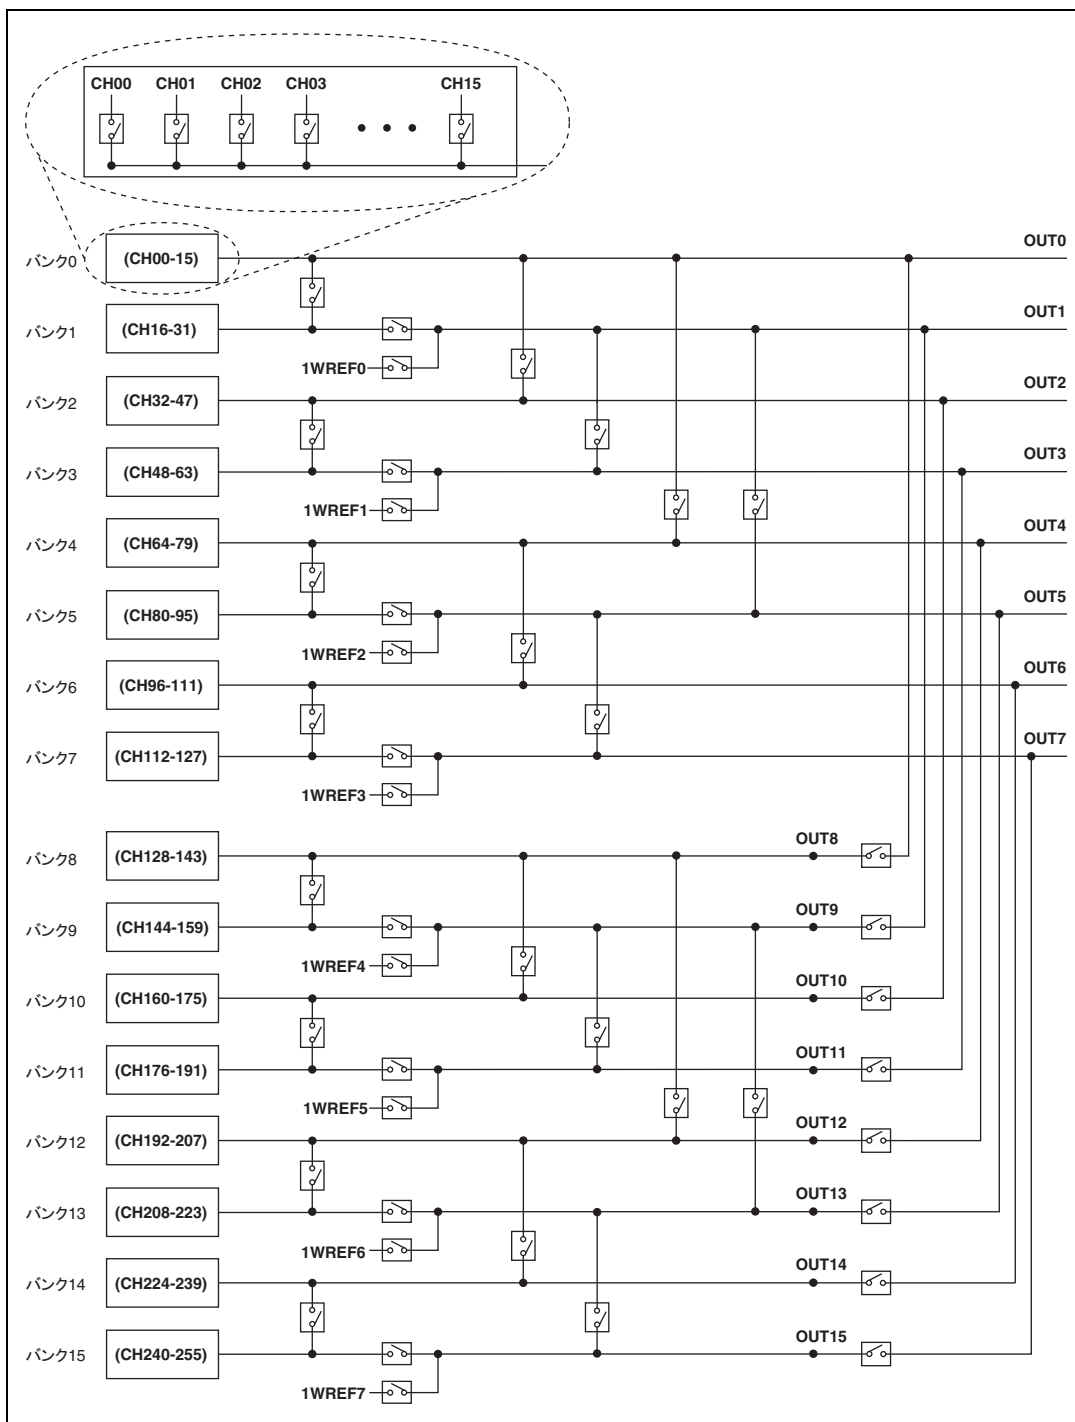 CH00 CH01 CH02 CH03 CH15
OUT0
バンク0 (CH00-15)
OUT1
バンク1 (CH16-31)
1WREF0
OUT2
バンク2 (CH32-47)
OUT3
バンク3 (CH48-63)
1WREF1
OUT4
バンク4 (CH64-79)
OUT5
バンク5 (CH80-95)
1WREF2
OUT6
バンク6 (CH96-111)
OUT7
バンク7 (CH112-127)
1WREF3
OUT8
バンク8 (CH128-143)
OUT9
バンク9 (CH144-159)
1WREF4
OUT10
バンク10 (CH160-175)
OUT11
バンク11 (CH176-191)
1WREF5
OUT12
バンク12 (CH192-207)
OUT13
バンク13 (CH208-223)
1WREF6
OUT14
バンク14 (CH224-239)
OUT15
バンク15 (CH240-255)
1WREF7